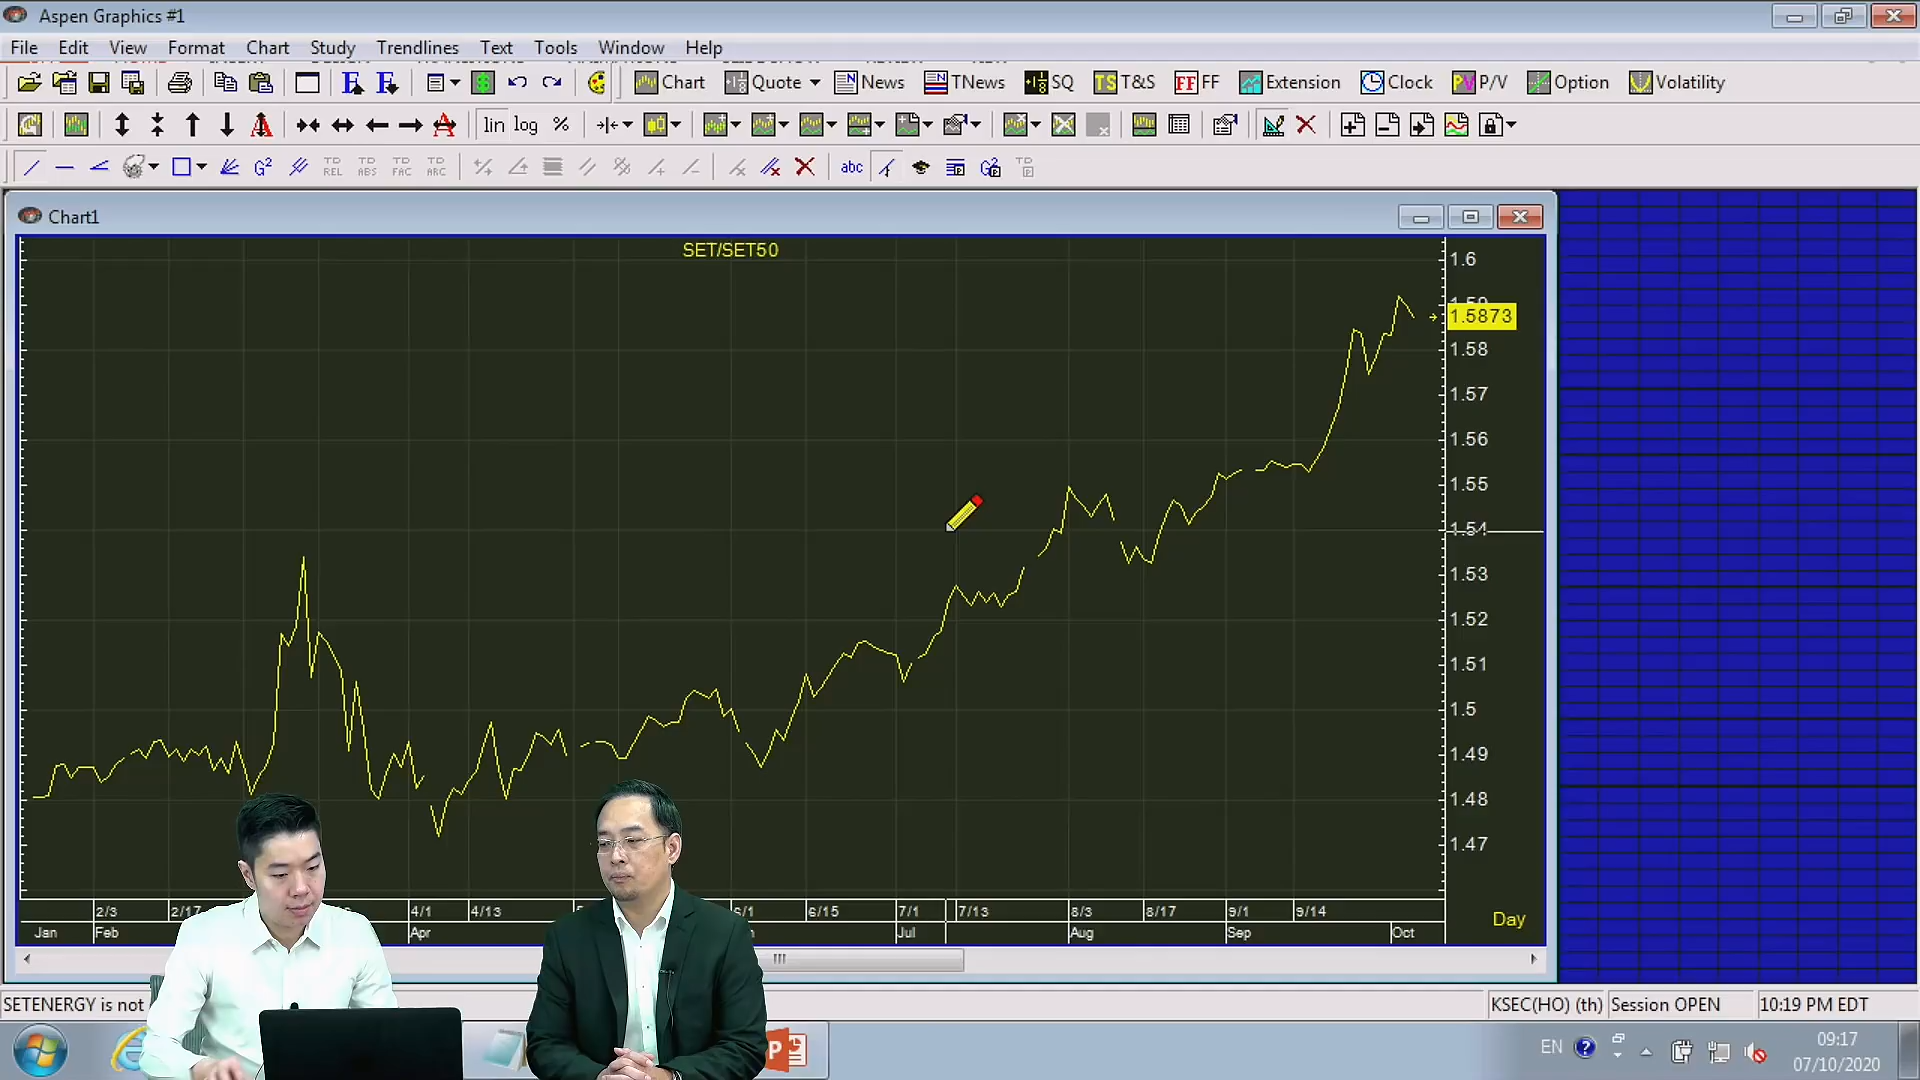 Aspen Graphics #1
File Edit View Format Chart Study Trendlines Text Tools Window Help
Chart Quote News TNews SQ T&S FF Extension Clock P/V Option Volatility
lin log %
abc
Chart1
SET/SET50
1.6
1.59
1.5873
1.58
1.57
1.56
1.55
1.54
1.53
1.52
1.51
1.5
1.49
1.48
1.47
2/3 2/17 4/1 4/13 6/1 6/15 7/1 7/13 8/3 8/17 9/1 9/14
Jan Feb Apr Jul Aug Sep Oct
Day
SETENERGY is not
KSEC(HO) (th) Session OPEN 10:19 PM EDT
EN
09:17
07/10/2020